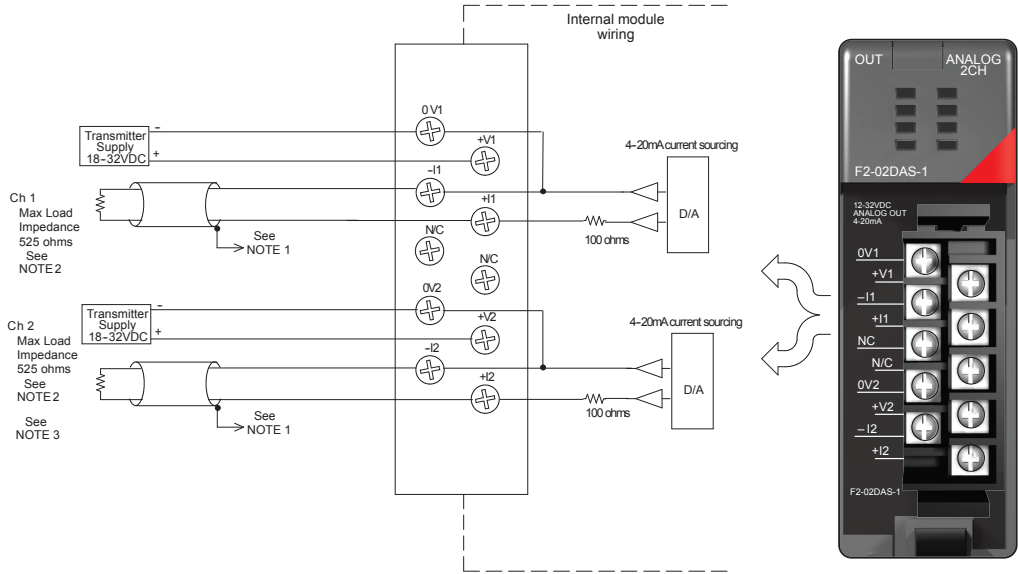 Internal module
wiring
0V1
+V1
Transmitter
Supply
18-32VDC
-
+
–I1
+I1
4-20mA current sourcing
D/A
100 ohms
Ch 1
Max Load
Impedance
525 ohms
See
NOTE 2
See
NOTE 1
N/C
N/C
0V2
+V2
Transmitter
Supply
18-32VDC
-
+
–I2
+I2
4-20mA current sourcing
D/A
100 ohms
Ch 2
Max Load
Impedance
525 ohms
See
NOTE 2
See
NOTE 3
See
NOTE 1
OUT
ANALOG
2CH
F2-02DAS-1
12-32VDC
ANALOG OUT
4-20mA
0V1
+V1
–I1
+I1
NC
N/C
0V2
+V2
–I2
+I2
F2-02DAS-1